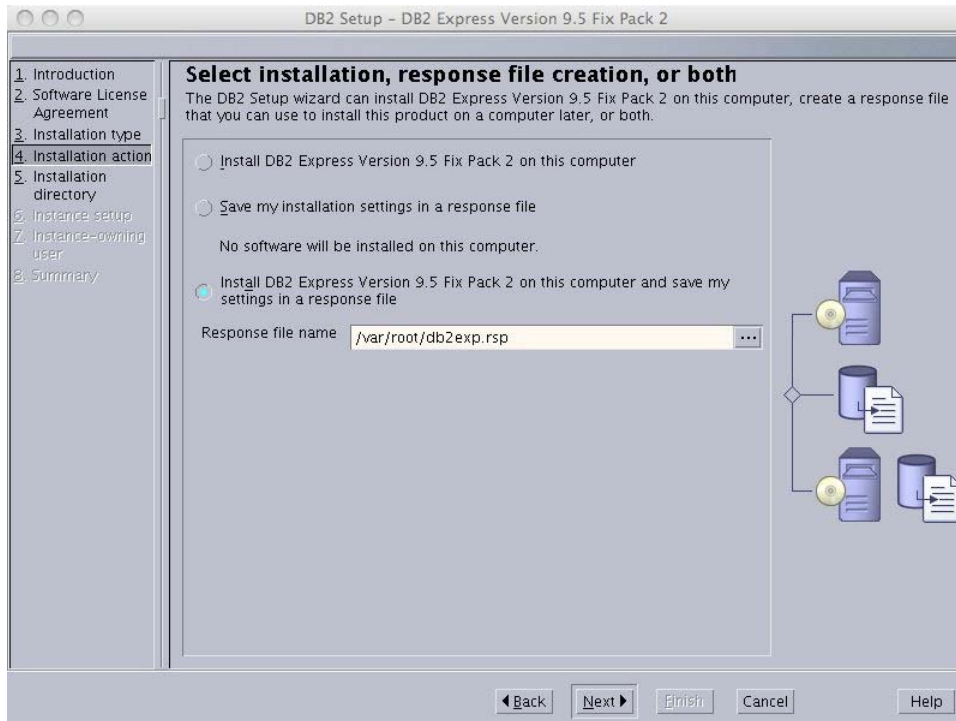 DB2 Setup - DB2 Express Version 9.5 Fix Pack 2
1. Introduction
2. Software License
Agreement
3. Installation type
4. Installation action
5. Installation
directory
6. Instance setup
7. Instance-owning
user
8. Summary
Select installation, response file creation, or both
The DB2 Setup wizard can install DB2 Express Version 9.5 Fix Pack 2 on this computer, create a response file
that you can use to install this product on a computer later, or both.
Install DB2 Express Version 9.5 Fix Pack 2 on this computer
Save my installation settings in a response file
No software will be installed on this computer.
Install DB2 Express Version 9.5 Fix Pack 2 on this computer and save my
settings in a response file
Response file name
/var/root/db2exp.rsp
...
Back
Next
Finish
Cancel
Help